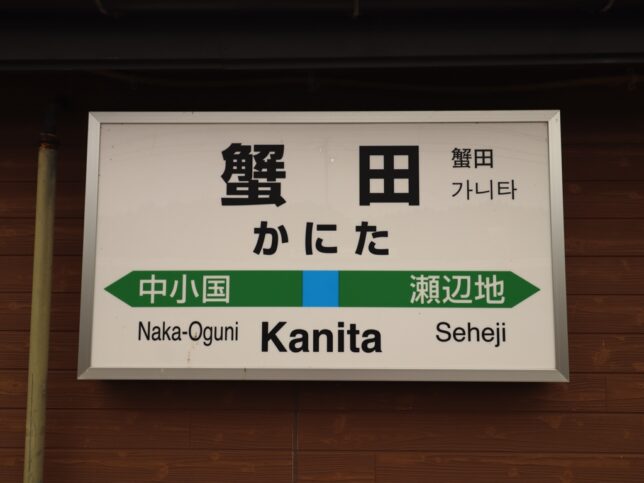 蟹田
蟹田
가니타
かにた
中小国 瀬辺地
Naka-Oguni Kanita Seheji